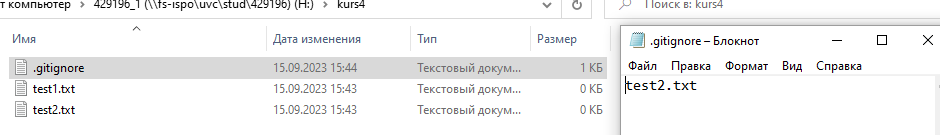 т компьютер > 429196_1 (\\fs-ispo\uvc\stud\429196) (H:) > kurs4
Поиск в: kurs4
Имя Дата изменения Тип Размер
.gitignore 15.09.2023 15:44 Текстовый докум... 1 КБ
test1.txt 15.09.2023 15:43 Текстовый докум... 0 КБ
test2.txt 15.09.2023 15:43 Текстовый докум... 0 КБ
.gitignore – Блокнот
Файл Правка Формат Вид Справка
test2.txt